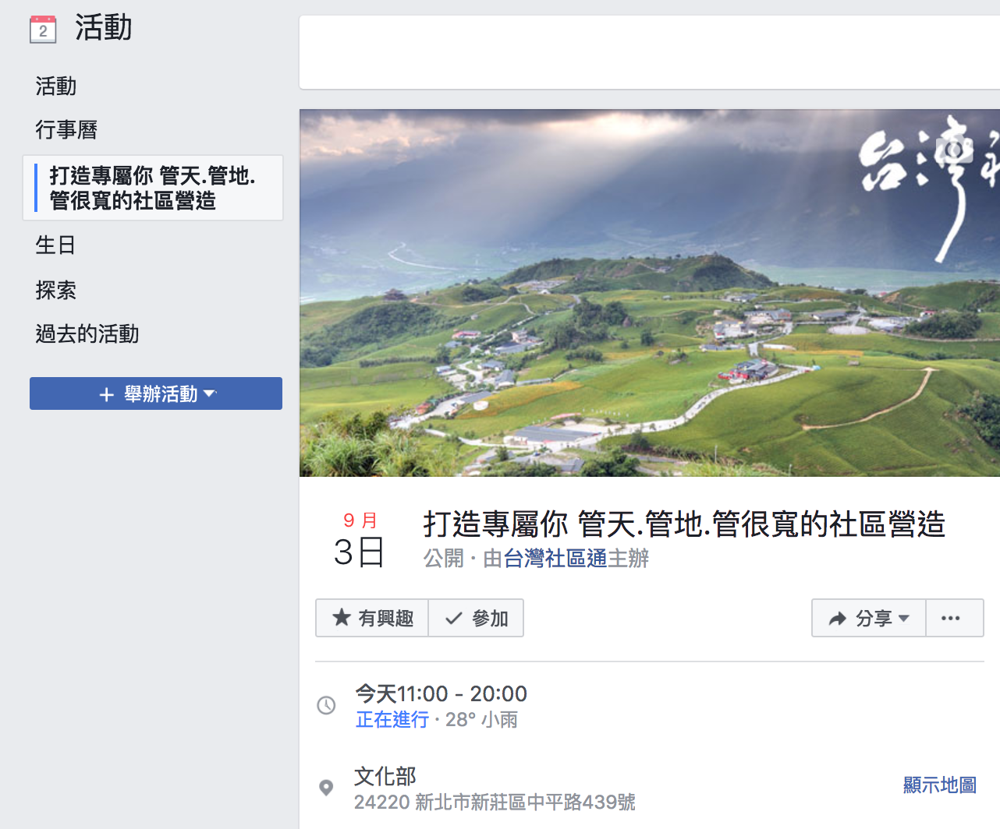 2 活動
活動
行事曆
打造專屬你 管天.管地.
管很寬的社區營造
生日
探索
過去的活動
+ 舉辦活動
台灣
9 月
3日
打造專屬你 管天.管地.管很寬的社區營造
公開 · 由台灣社區通主辦
有興趣
參加
分享
今天11:00 - 20:00
正在進行 · 28° 小雨
文化部
24220 新北市新莊區中平路439號
顯示地圖